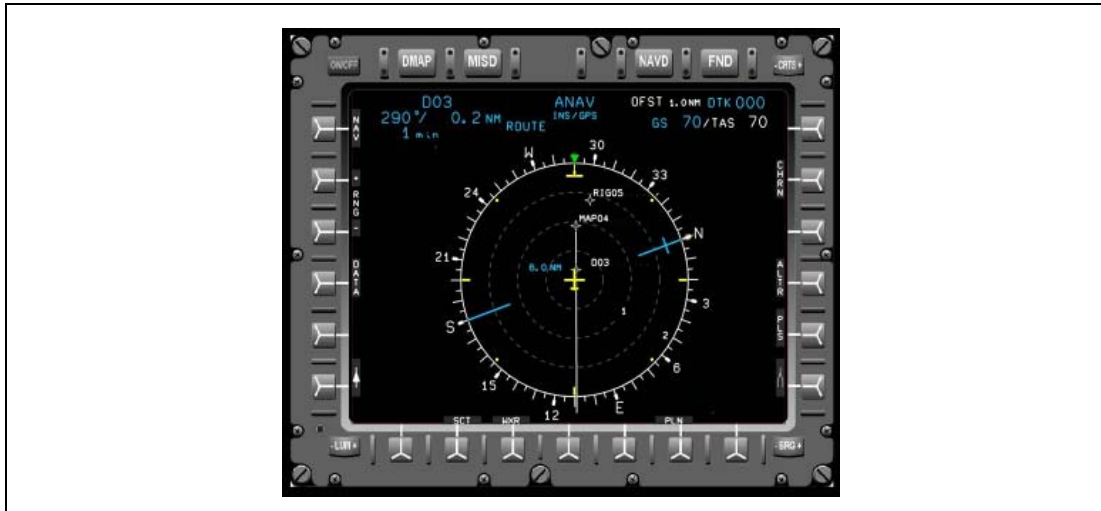 ON/OFF DMAP MISD NAVD FND -CRTS+
D03 ANAV OFST 1.0NM DTK 000
290°/ 0.2 NM INS/GPS GS 70/TAS 70
1 min ROUTE
NAV
+
RNG
-
DATA
CHRN
ALTR
PLS
W 30 33 N 3 6 E 12 15 S 21 24
RIG05
MAP04
D03
6.0NM
1
2
SCT WXR PLN
-LUM+ -BRG+